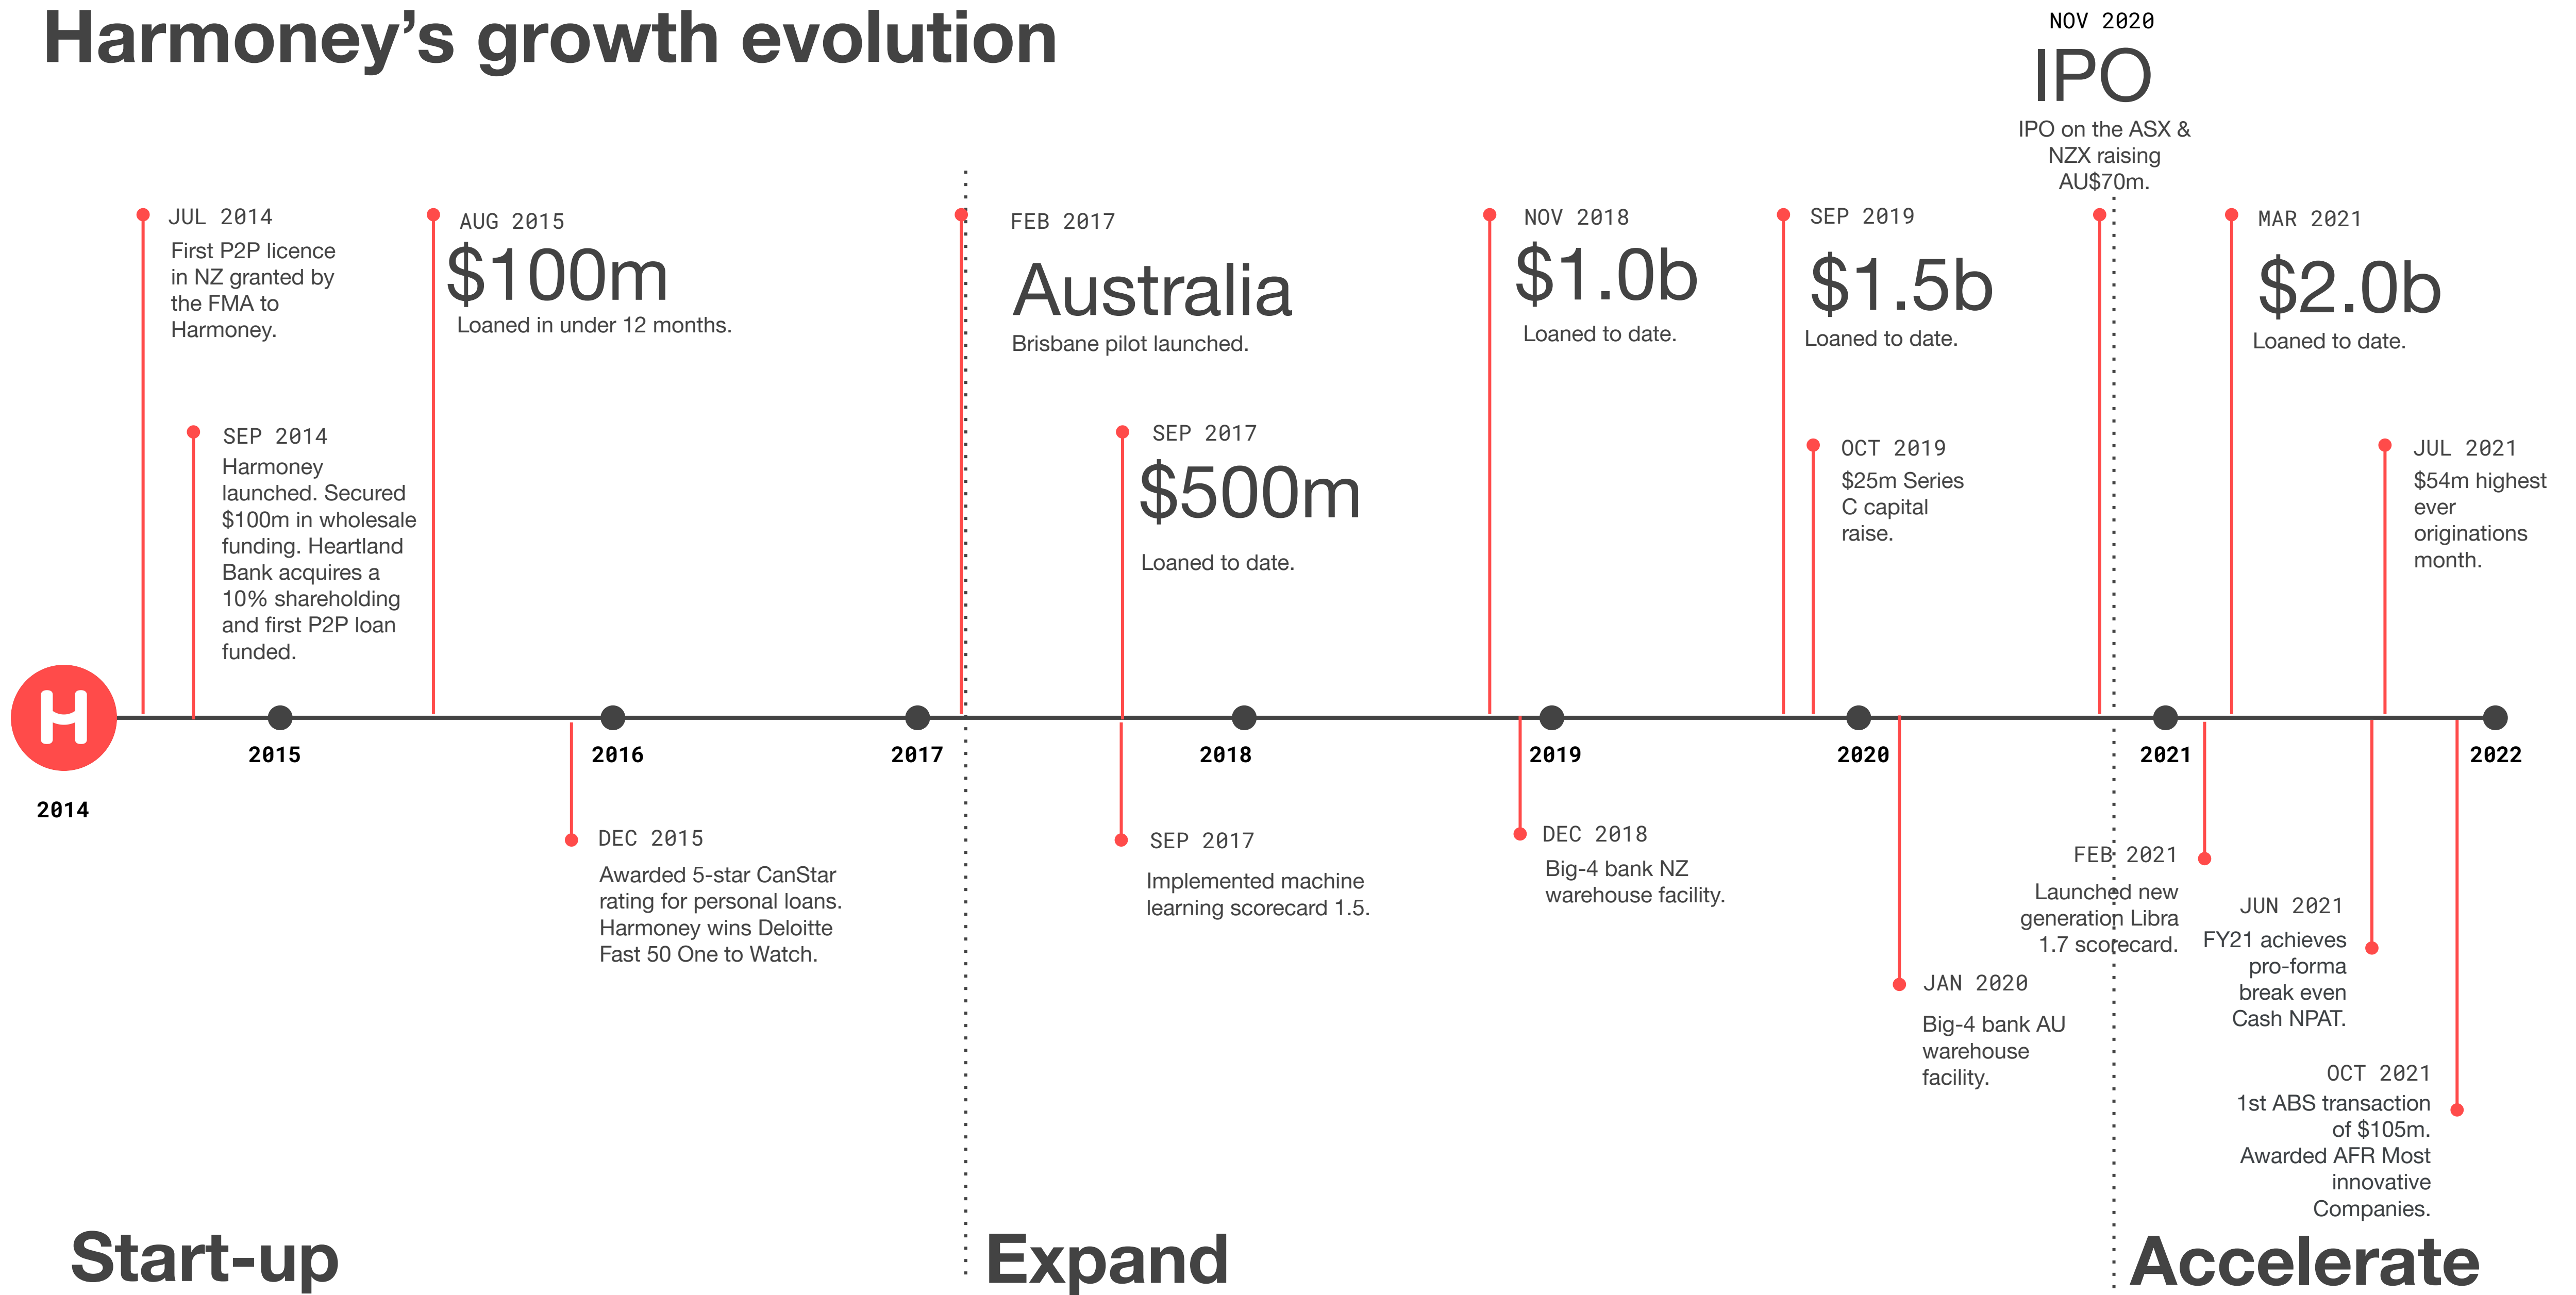 Harmoney’s growth evolution
NOV 2020
IPO
IPO on the ASX &
NZX raising
AU$70m.
JUL 2014
First P2P licence
in NZ granted by
the FMA to
Harmoney.
AUG 2015
$100m
Loaned in under 12 months.
FEB 2017
Australia
Brisbane pilot launched.
NOV 2018
$1.0b
Loaned to date.
SEP 2019
$1.5b
Loaned to date.
MAR 2021
$2.0b
Loaned to date.
SEP 2014
Harmoney
launched. Secured
$100m in wholesale
funding. Heartland
Bank acquires a
10% shareholding
and first P2P loan
funded.
SEP 2017
$500m
Loaned to date.
OCT 2019
$25m Series
C capital
raise.
JUL 2021
$54m highest
ever
originations
month.
H
2014
2015
2016
2017
2018
2019
2020
2021
2022
DEC 2015
Awarded 5-star CanStar
rating for personal loans.
Harmoney wins Deloitte
Fast 50 One to Watch.
SEP 2017
Implemented machine
learning scorecard 1.5.
DEC 2018
Big-4 bank NZ
warehouse facility.
JAN 2020
Big-4 bank AU
warehouse
facility.
FEB 2021
Launched new
generation Libra
1.7 scorecard.
JUN 2021
FY21 achieves
pro-forma
break even
Cash NPAT.
OCT 2021
1st ABS transaction
of $105m.
Awarded AFR Most
innovative
Companies.
Start-up
Expand
Accelerate